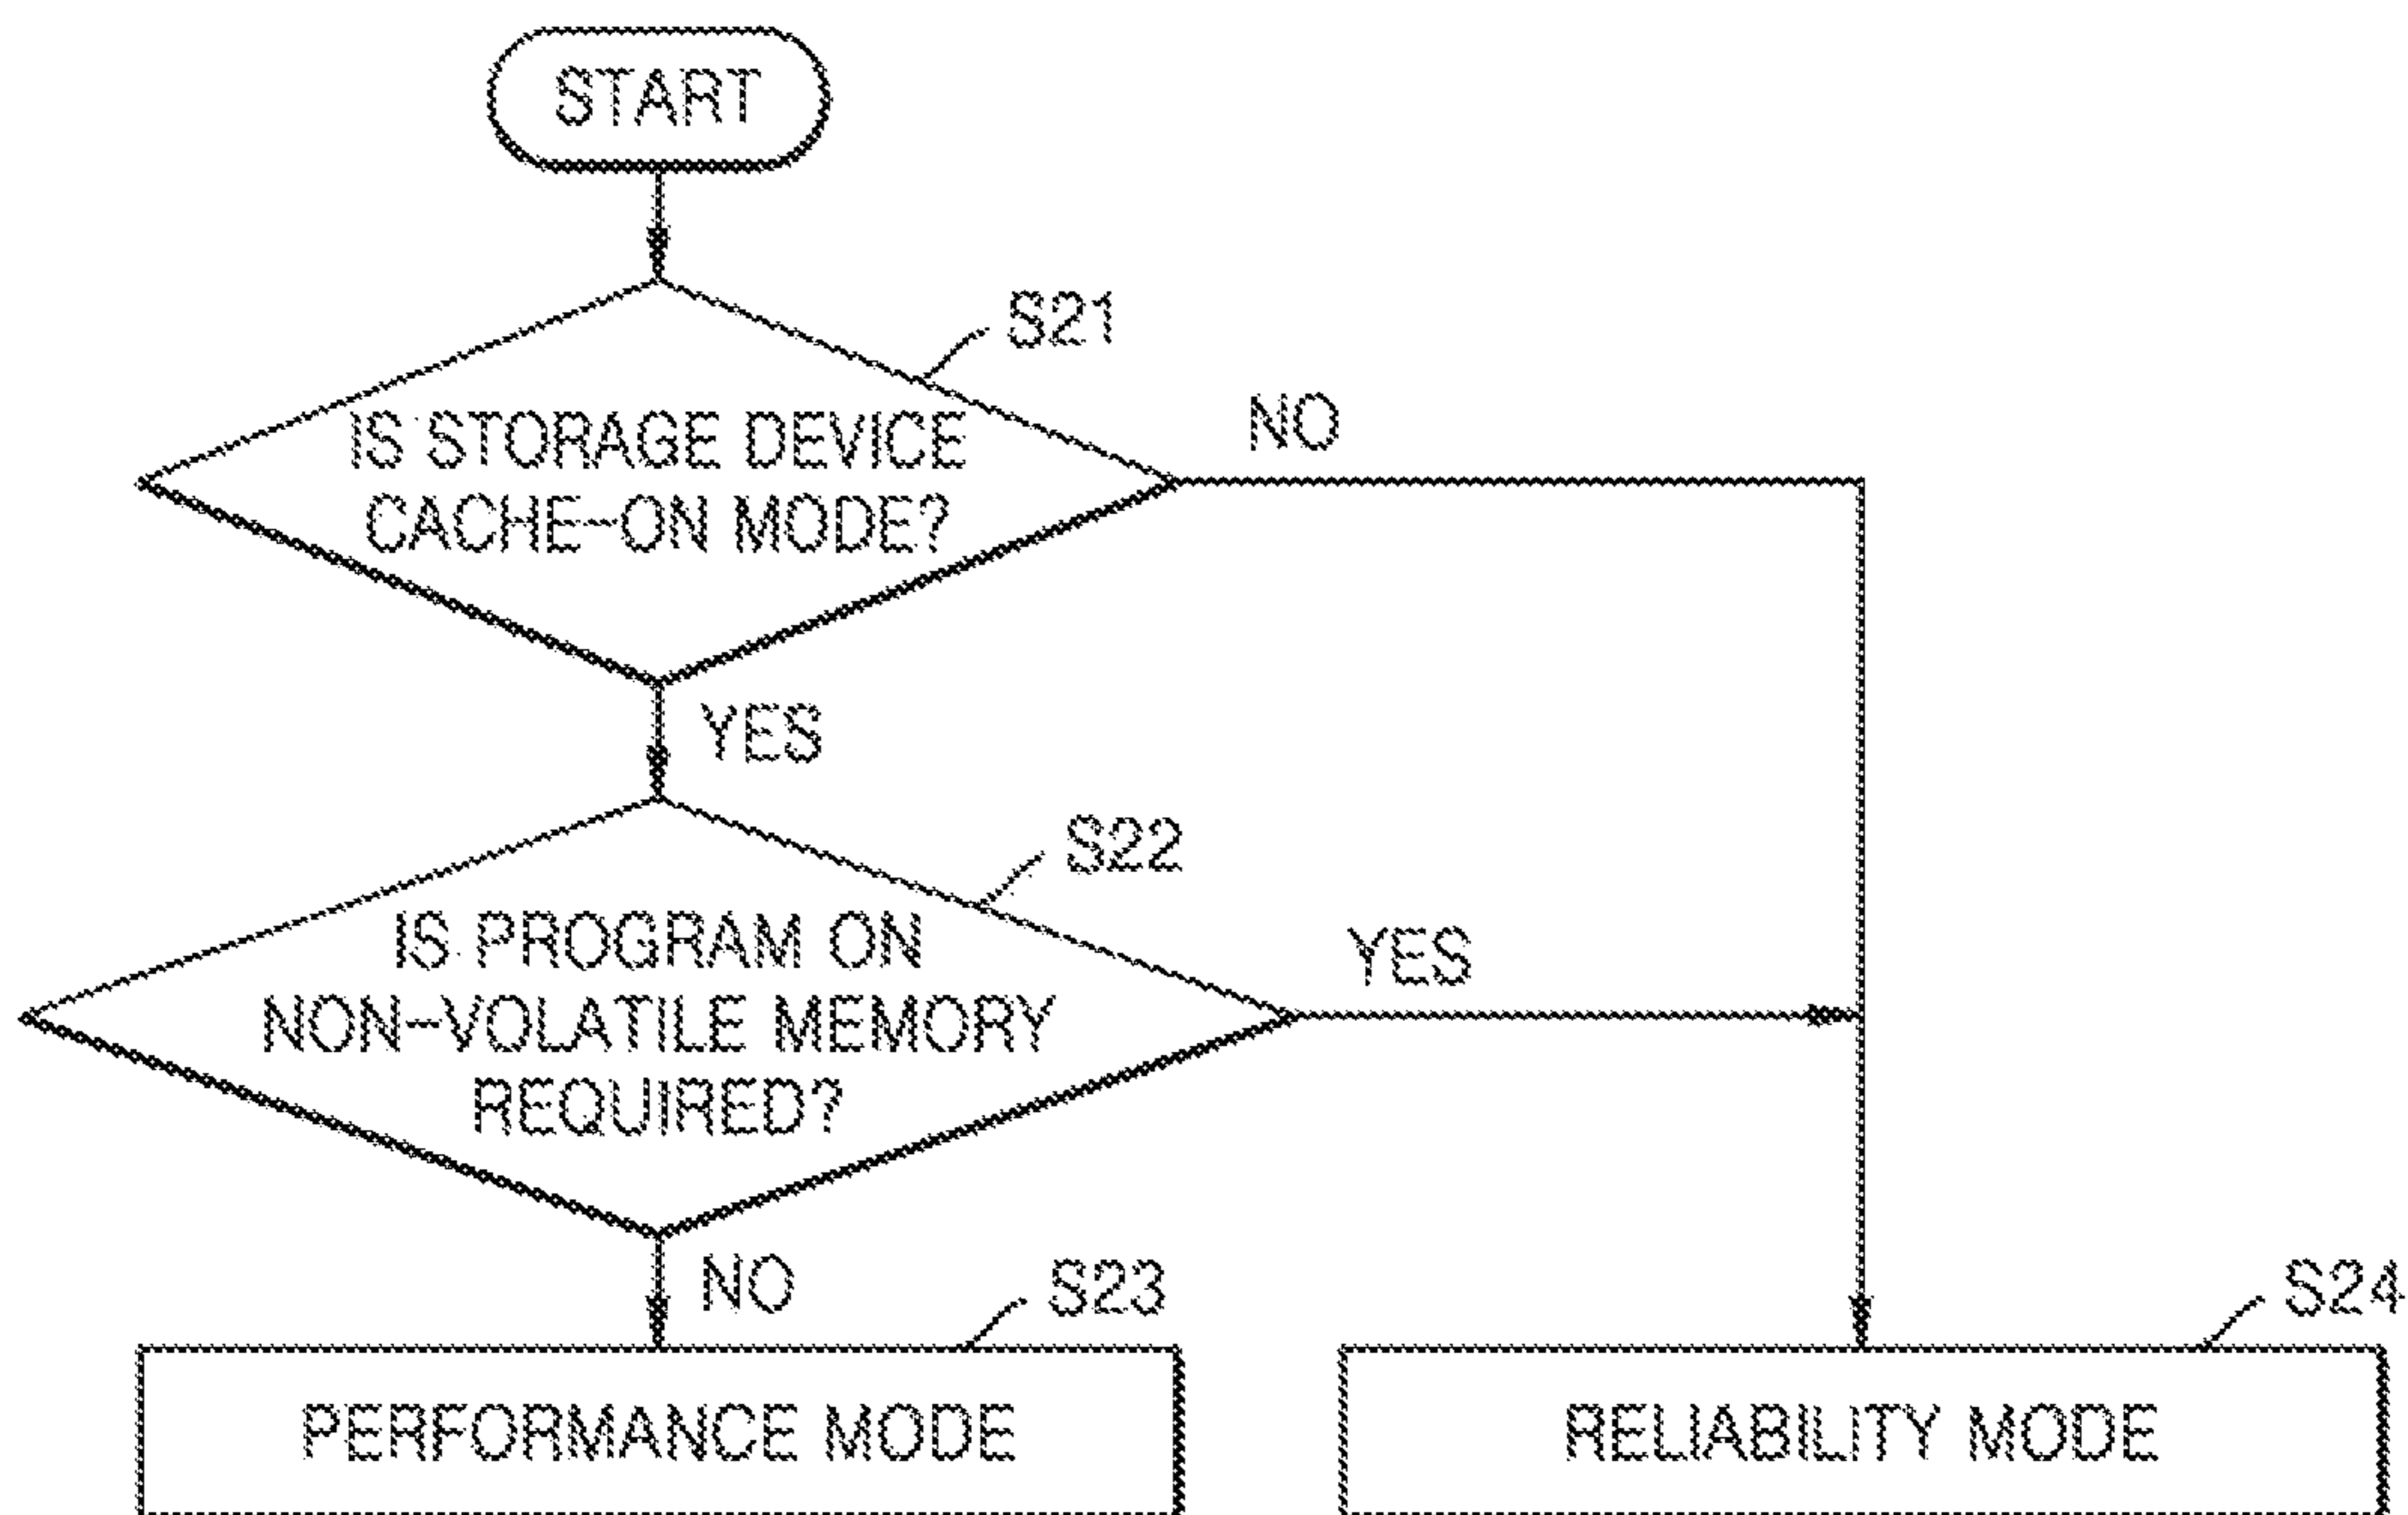 START
S21
IS STORAGE DEVICE
CACHE-ON MODE?
NO
YES
S22
IS PROGRAM ON
NON-VOLATILE MEMORY
REQUIRED?
YES
NO
S23
S24
PERFORMANCE MODE
RELIABILITY MODE